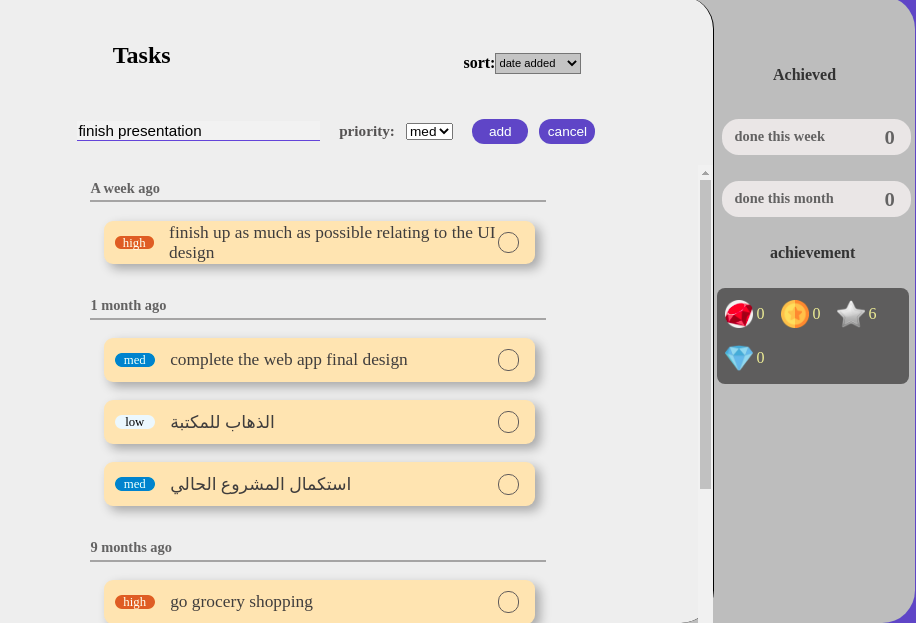 Tasks
sort: date added
finish presentation priority: med add cancel
A week ago
high finish up as much as possible relating to the UI
design
1 month ago
med complete the web app final design
low الذهاب للمكتبة
med استكمال المشروع الحالي
9 months ago
high go grocery shopping
Achieved
done this week 0
done this month 0
achievement
0 0 6
0